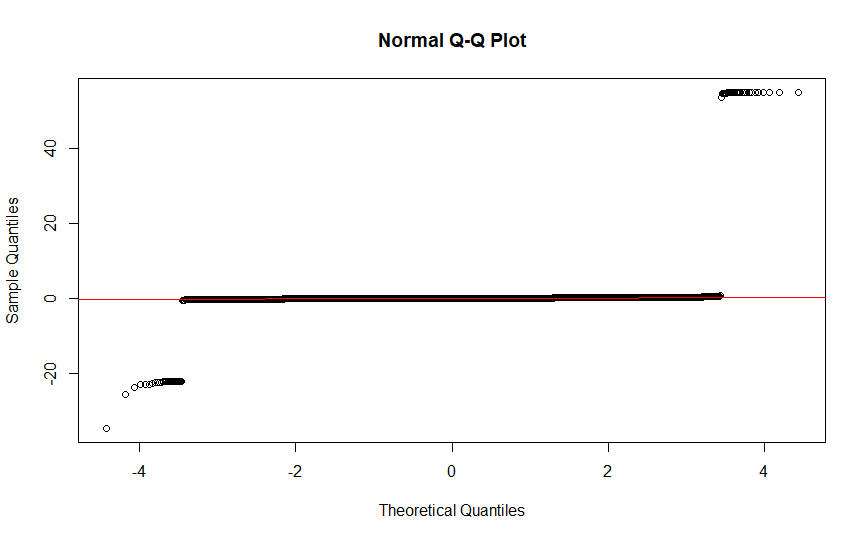 Normal Q-Q Plot
Sample Quantiles
40
20
0
-20
-4 -2 0 2 4
Theoretical Quantiles